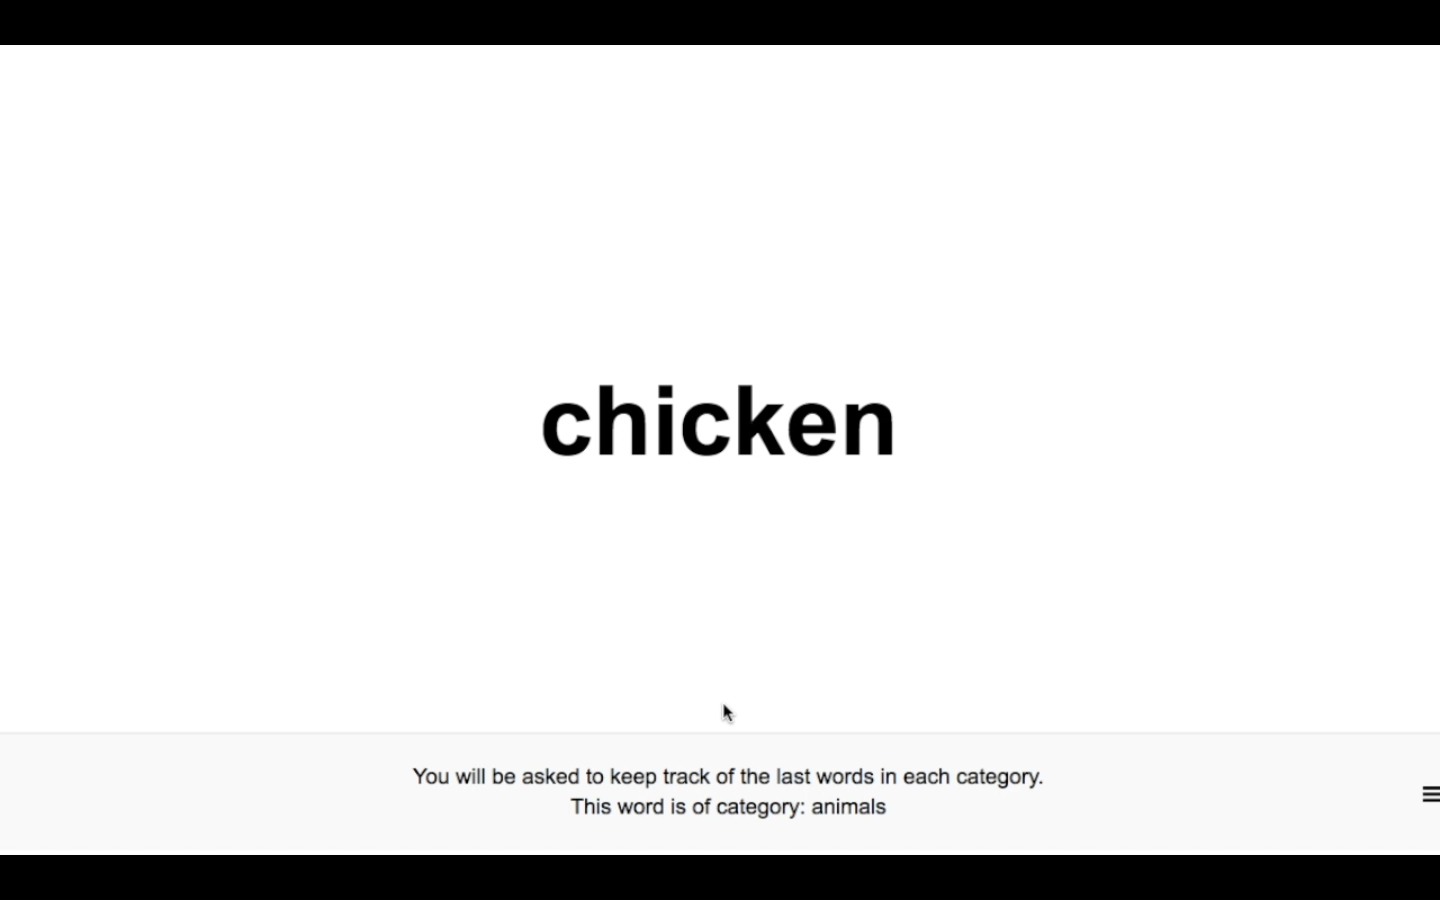 chicken
You will be asked to keep track of the last words in each category.
This word is of category: animals